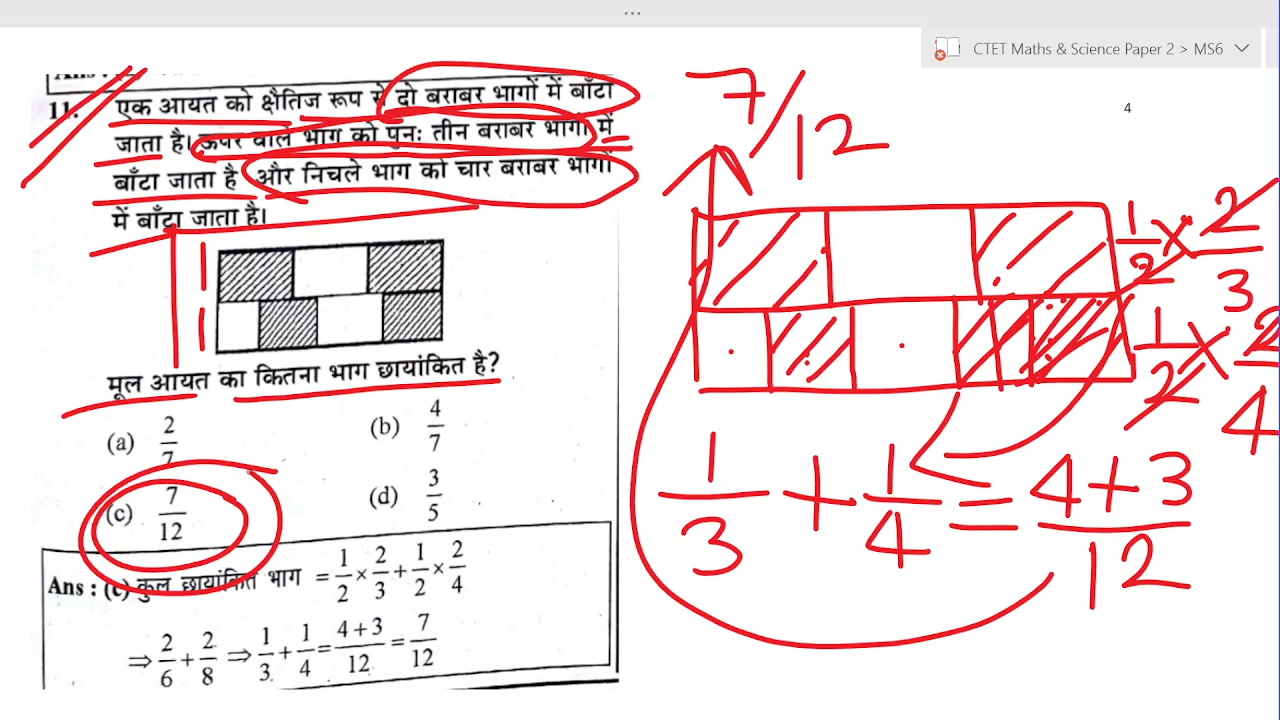 ...
CTET Maths & Science Paper 2 > MS6
4
11. एक आयत को क्षैतिज रूप से दो बराबर भागों में बाँटा
जाता है। ऊपर वाले भाग को पुनः तीन बराबर भागों में
बाँटा जाता है और निचले भाग को चार बराबर भागों
में बाँटा जाता है।
मूल आयत का कितना भाग छायांकित है?
(a) 2/7 (b) 4/7
(c) 7/12 (d) 3/5
Ans : (c) कुल छायांकित भाग = 1/2 × 2/3 + 1/2 × 2/4
⇒ 2/6 + 2/8 ⇒ 1/3 + 1/4 = 4+3/12 = 7/12
7/12
1/2 × 2/3
1/2 × 2/4
1/3 + 1/4 = 4+3/12